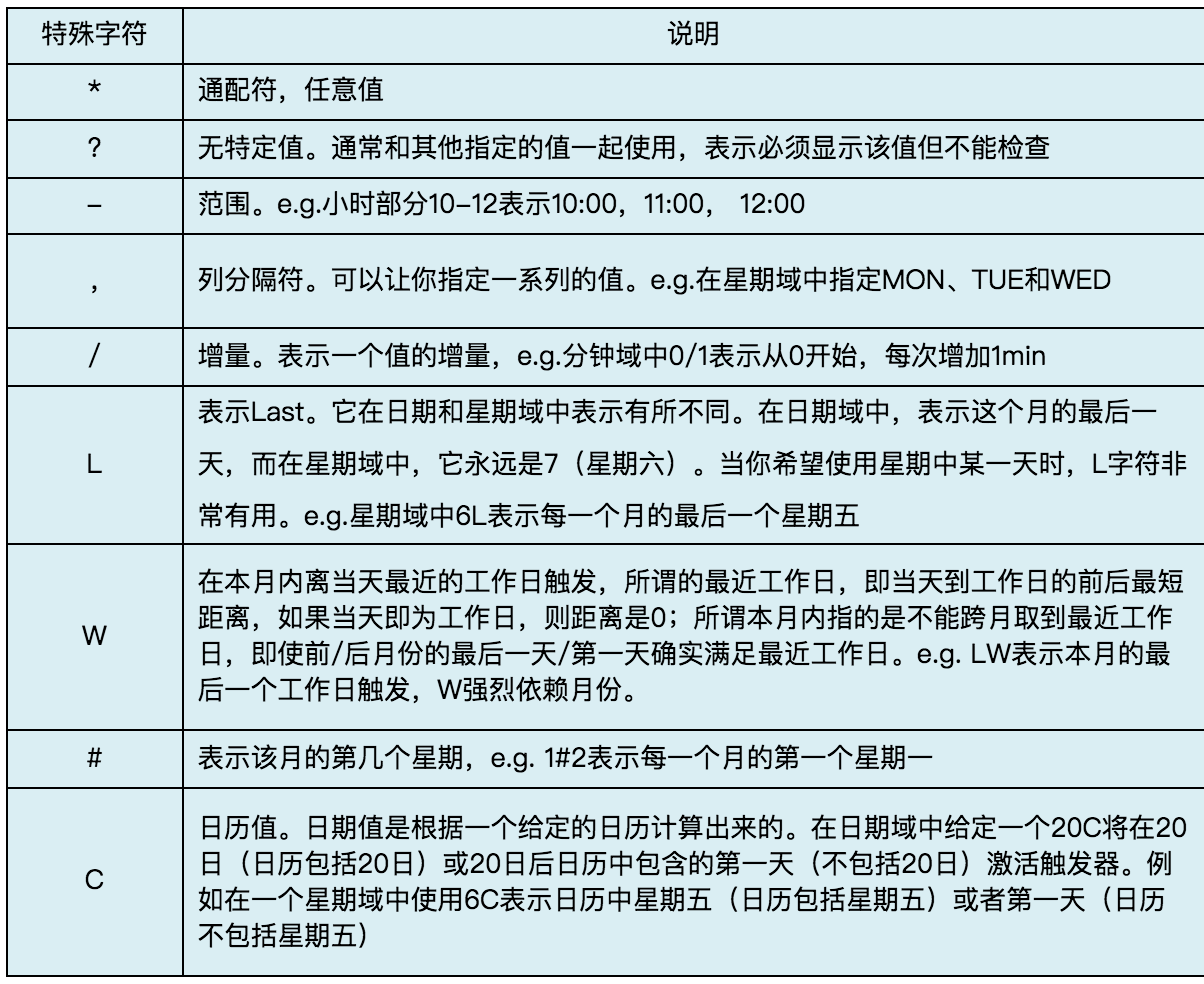 特殊字符 说明
* 通配符，任意值
? 无特定值。通常和其他指定的值一起使用，表示必须显示该值但不能检查
– 范围。e.g.小时部分10–12表示10:00，11:00， 12:00
, 列分隔符。可以让你指定一系列的值。e.g.在星期域中指定MON、TUE和WED
/ 增量。表示一个值的增量，e.g.分钟域中0/1表示从0开始，每次增加1min
表示Last。它在日期和星期域中表示有所不同。在日期域中，表示这个月的最后一
L 天，而在星期域中，它永远是7（星期六）。当你希望使用星期中某一天时，L字符非
常有用。e.g.星期域中6L表示每一个月的最后一个星期五
在本月内离当天最近的工作日触发，所谓的最近工作日，即当天到工作日的前后最短
W 距离，如果当天即为工作日，则距离是0；所谓本月内指的是不能跨月取到最近工作
日，即使前/后月份的最后一天/第一天确实满足最近工作日。e.g. LW表示本月的最
后一个工作日触发，W强烈依赖月份。
# 表示该月的第几个星期，e.g. 1#2表示每一个月的第一个星期一
日历值。日期值是根据一个给定的日历计算出来的。在日期域中给定一个20C将在20
C 日（日历包括20日）或20日后日历中包含的第一天（不包括20日）激活触发器。例
如在一个星期域中使用6C表示日历中星期五（日历包括星期五）或者第一天（日历
不包括星期五）